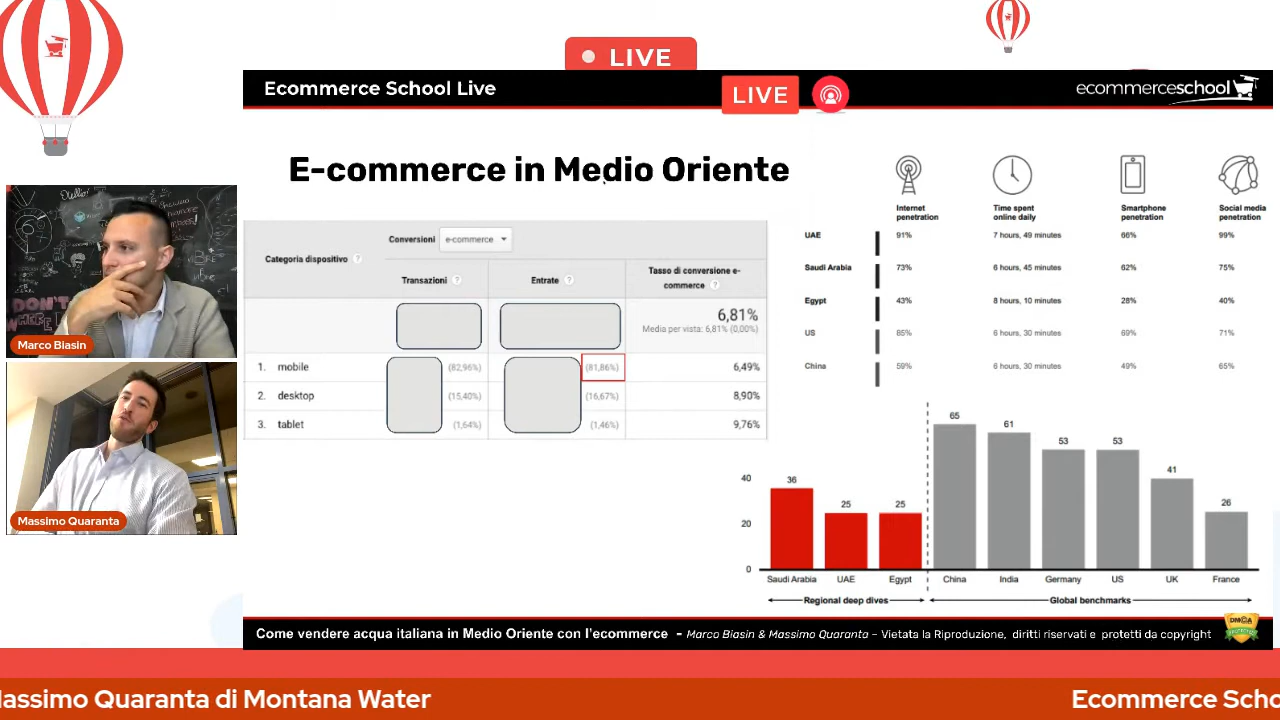 LIVE
Ecommerce School Live
LIVE
ecommerceschool
E-commerce in Medio Oriente
Conversioni e-commerce
Categoria dispositivo ?
Transazioni ?
Entrate ?
Tasso di conversione e-
commerce ?
6,81%
Media per vista: 6,81% (0,00%)
1. mobile (82,96%) (81,86%) 6,49%
2. desktop (15,40%) (16,67%) 8,90%
3. tablet (1,64%) (1,46%) 9,76%
Internet
penetration
Time spent
online daily
Smartphone
penetration
Social media
penetration
UAE 91% 7 hours, 49 minutes 66% 99%
Saudi Arabia 73% 6 hours, 45 minutes 62% 75%
Egypt 43% 8 hours, 10 minutes 28% 40%
US 65% 6 hours, 30 minutes 69% 71%
China 59% 6 hours, 30 minutes 49% 65%
65
61
53
53
41
26
40
36
25
25
20
0
Saudi Arabia UAE Egypt China India Germany US UK France
Regional deep dives Global benchmarks
DON'T
Marco Biasin
Massimo Quaranta
Come vendere acqua italiana in Medio Oriente con l'ecommerce - Marco Biasin & Massimo Quaranta – Vietata la Riproduzione, diritti riservati e protetti da copyright
DMCA
PROTECTED
Massimo Quaranta di Montana Water
Ecommerce Scho